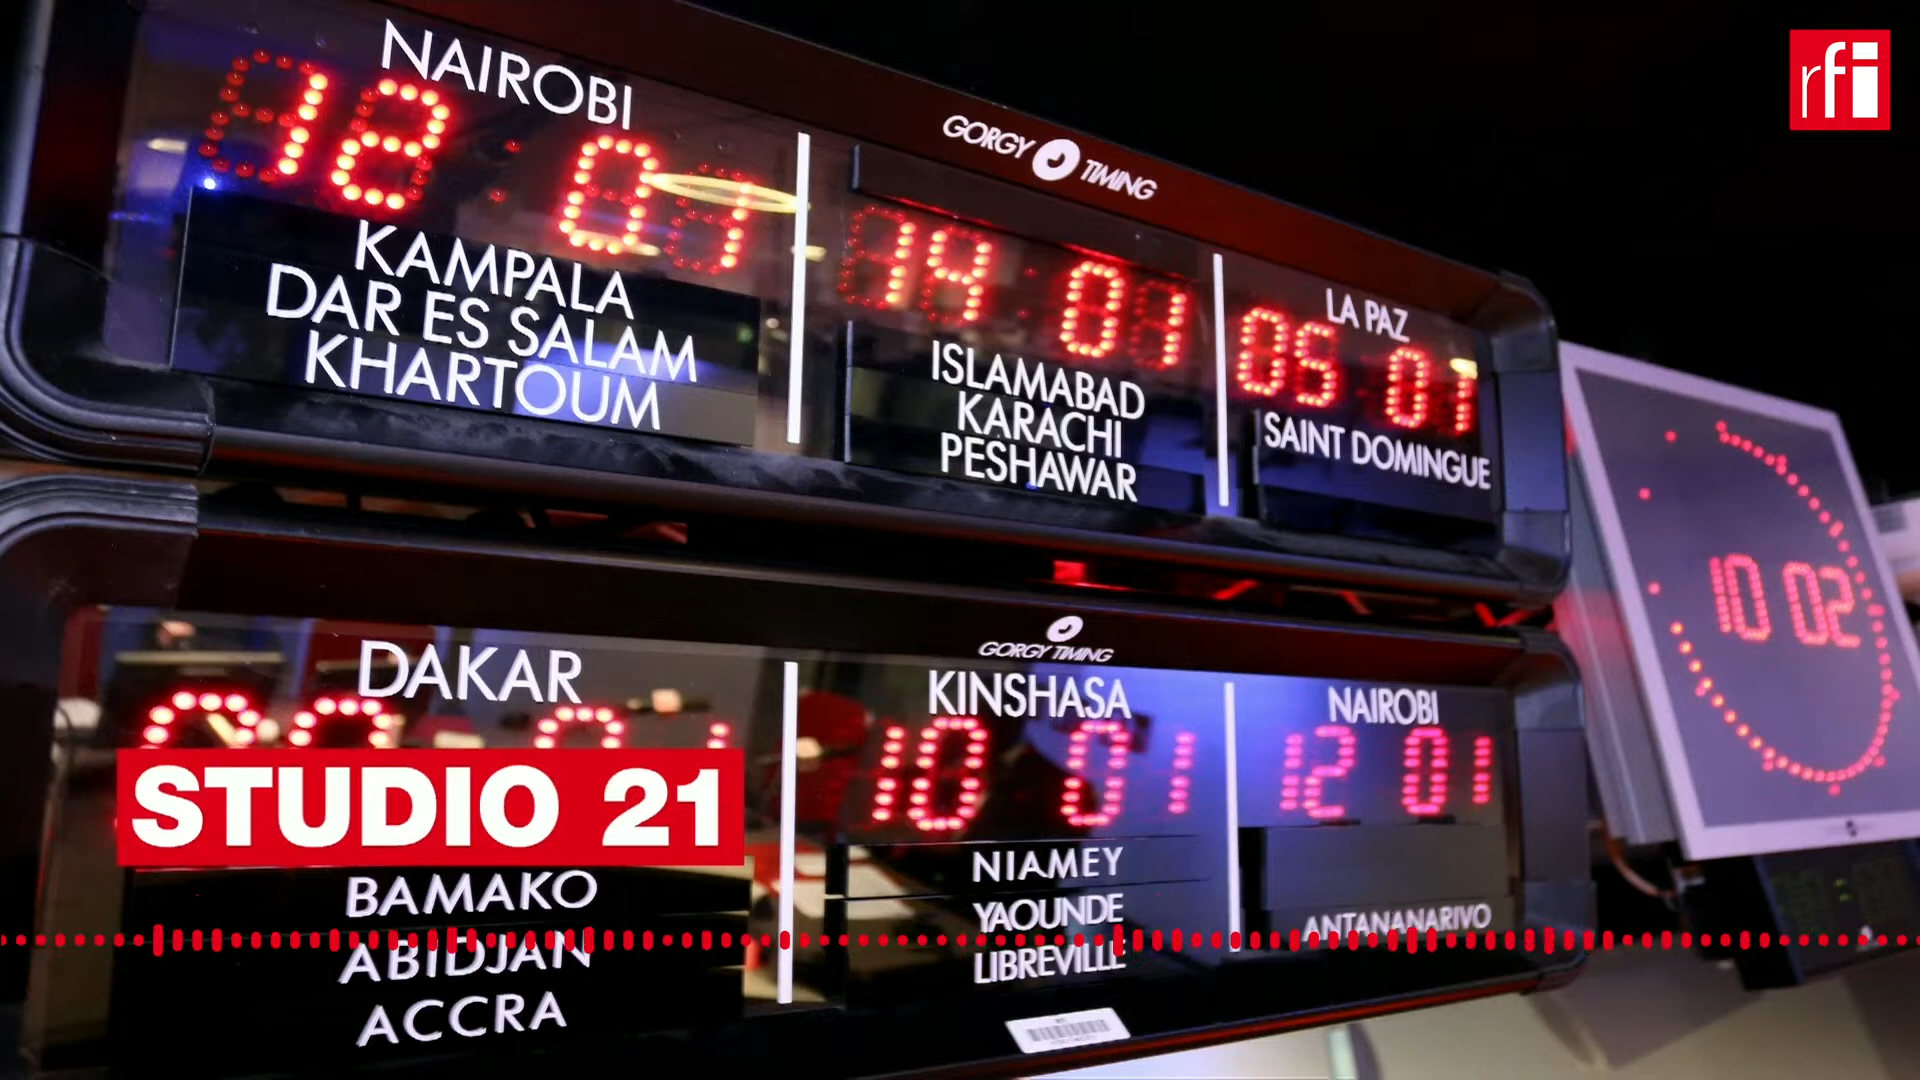 NAIROBI
12:01
KAMPALA
DAR ES SALAM
KHARTOUM
GORGY TIMING
14:01
ISLAMABAD
KARACHI
PESHAWAR
LA PAZ
05 01
SAINT DOMINGUE
rfi
10 02
DAKAR
STUDIO 21
BAMAKO
ABIDJAN
ACCRA
GORGY TIMING
KINSHASA
10 01
NIAMEY
YAOUNDE
LIBREVILLE
NAIROBI
12 01
ANTANANARIVO